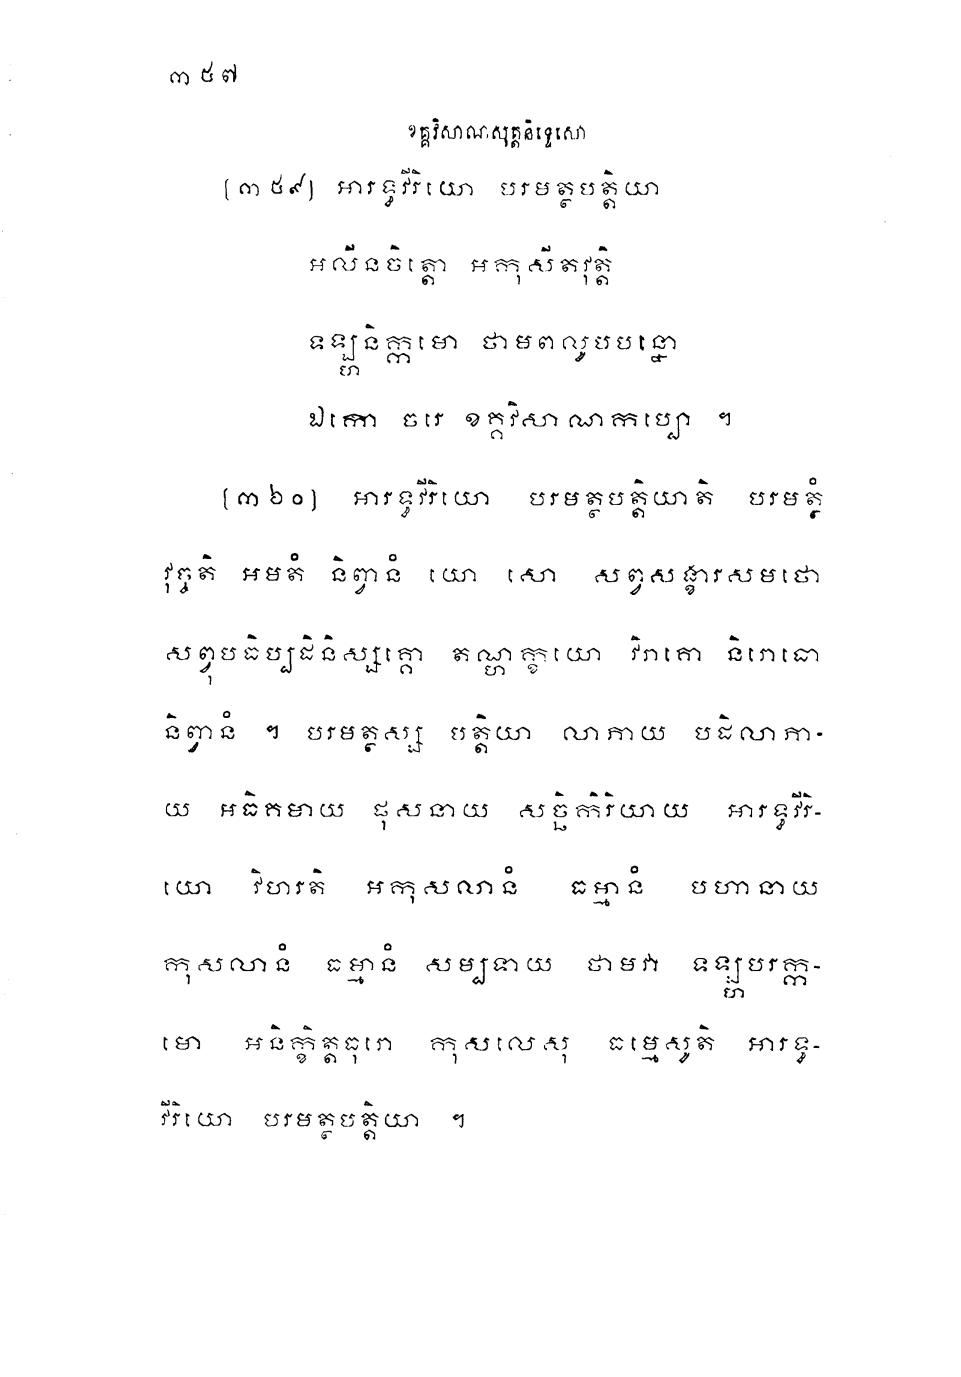 ៣៥៧
ខគ្គវិសាណសុត្តនិទ្ទេសោ
(៣៥៩) អារទ្ធវីរិយោ បរមត្ថបត្តិយា
អលីនចិត្តោ អកុសីតវុត្តិ
ទឡ្ហនិក្កមោ ថាមពលូបបន្នោ
ឯកោ ចរេ ខគ្គវិសាណកប្បោ ។
(៣៦០) អារទ្ធវីរិយោ បរមត្ថបត្តិយាតិ បរមត្ថំ
វុច្ចតិ អមតំ និព្វានំ យោ សោ សព្វសង្ខារសមថោ
សព្វុបធិប្បដិនិស្សគ្គោ តណ្ហក្ខយោ វិរាគោ និរោធោ
និព្វានំ ។ បរមត្ថស្ស បត្តិយា លាភាយ បដិលាភា-
យ អធិគមាយ ផុសនាយ សច្ឆិកិរិយាយ អារទ្ធវីរិ-
យោ វិហរតិ អកុសលានំ ធម្មានំ បហានាយ
កុសលានំ ធម្មានំ សម្បទាយ ថាមវា ទឡ្ហបរក្ក-
មោ អនិក្ខិត្តធុរោ កុសលេសុ ធម្មេសូតិ អារទ្ធ-
វីរិយោ បរមត្ថបត្តិយា ។